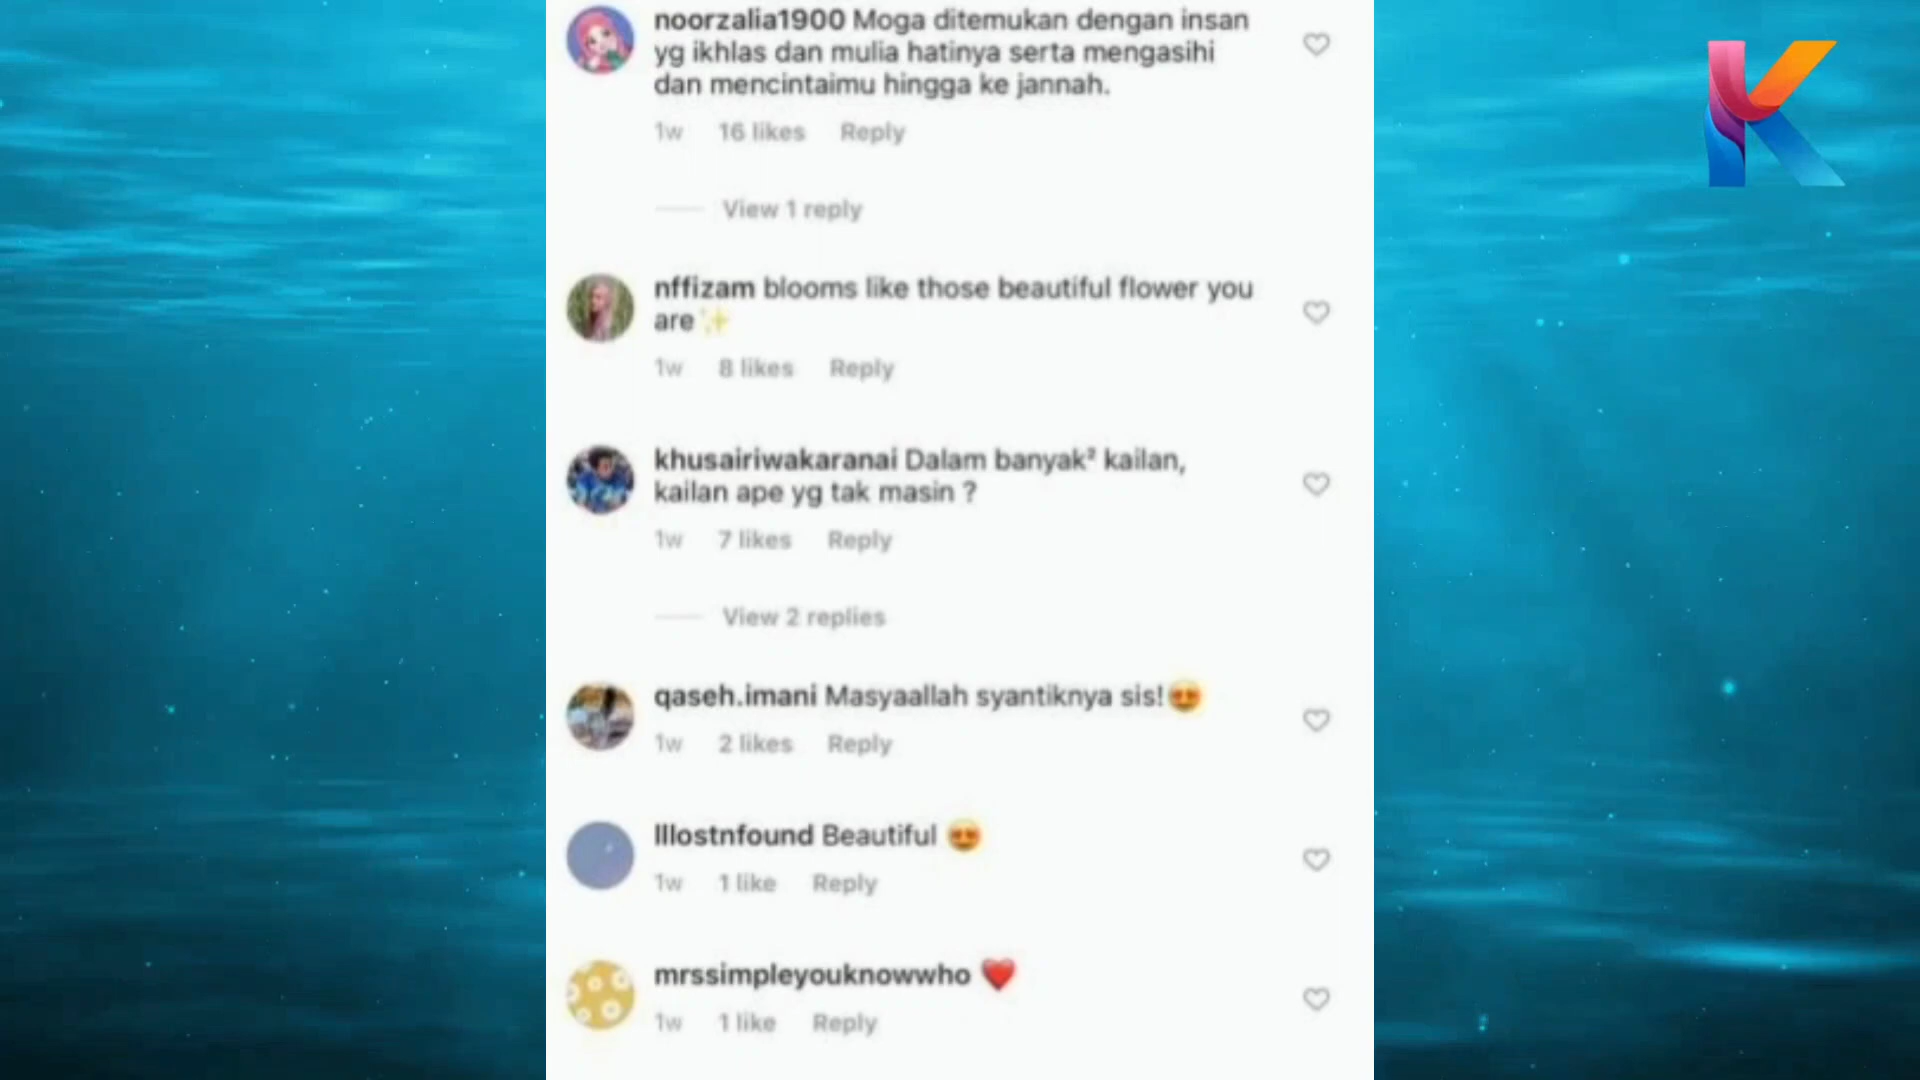 noorzalia1900 Moga ditemukan dengan insan
yg ikhlas dan mulia hatinya serta mengasihi
dan mencintaimu hingga ke jannah.
1w 16 likes Reply
View 1 reply
nffizam blooms like those beautiful flower you
are✨
1w 8 likes Reply
khusairiwakaranai Dalam banyak² kailan,
kailan ape yg tak masin ?
1w 7 likes Reply
View 2 replies
qaseh.imani Masyaallah syantiknya sis!😍
1w 2 likes Reply
lllostnfound Beautiful 😍
1w 1 like Reply
mrssimpleyouknowwho ❤️
1w 1 like Reply
K